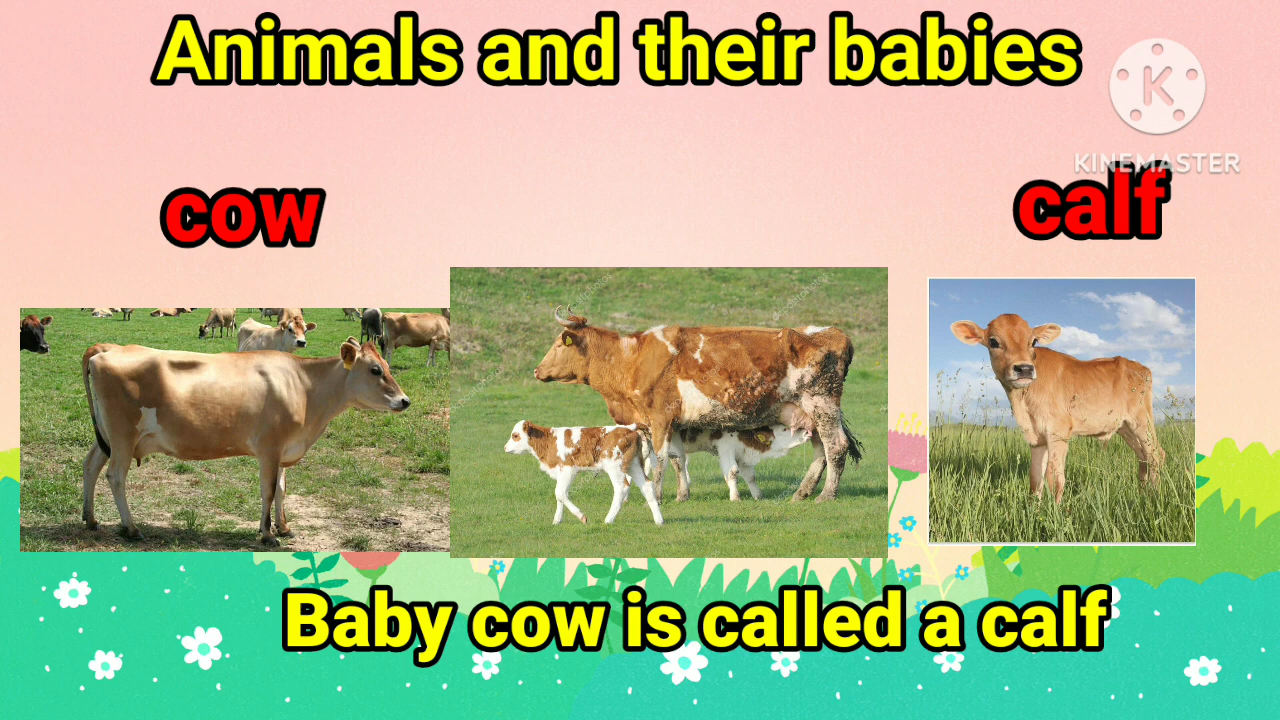 Animals and their babies
K
KINEMASTER
cow
calf
Baby cow is called a calf